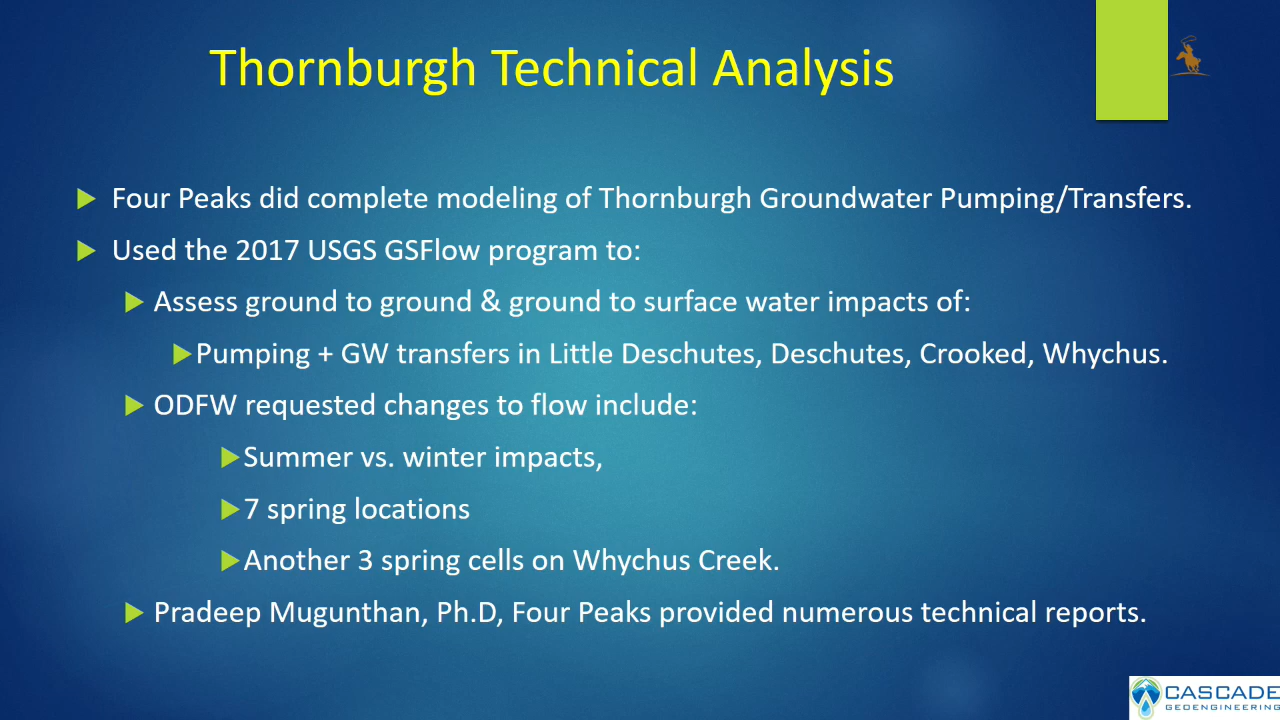 Thornburgh Technical Analysis
Four Peaks did complete modeling of Thornburgh Groundwater Pumping/Transfers.
Used the 2017 USGS GSFlow program to:
Assess ground to ground & ground to surface water impacts of:
Pumping + GW transfers in Little Deschutes, Deschutes, Crooked, Whychus.
ODFW requested changes to flow include:
Summer vs. winter impacts,
7 spring locations
Another 3 spring cells on Whychus Creek.
Pradeep Mugunthan, Ph.D, Four Peaks provided numerous technical reports.
CASCADE
GEOENGINEERING